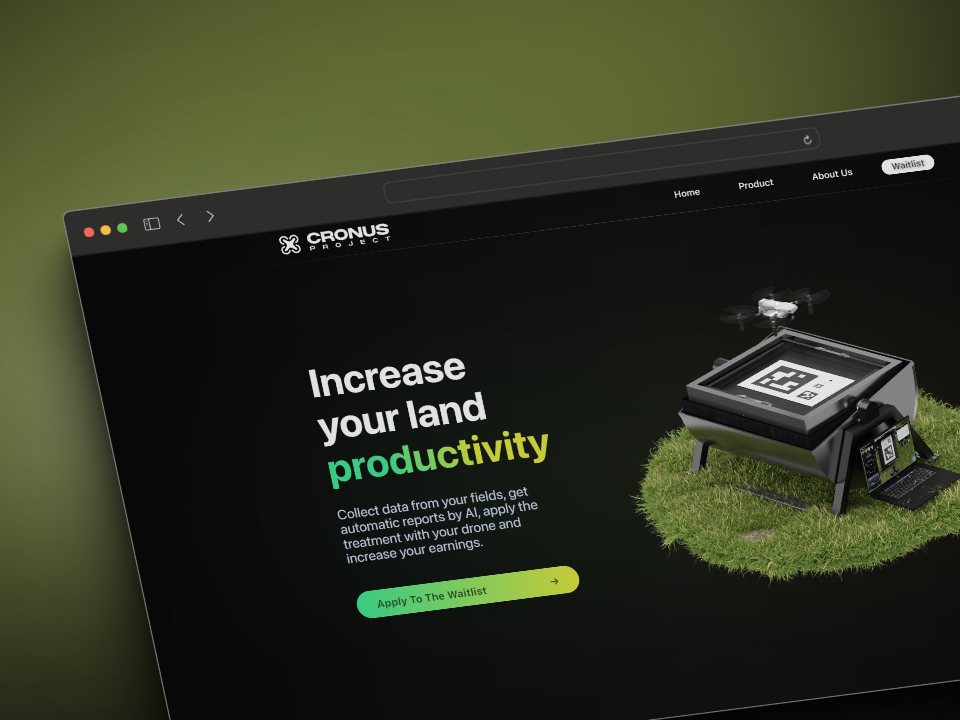 Home
Product
About Us
Waitlist
CRONUS
PROJECT
Increase
your land
productivity
Collect data from your fields, get
automatic reports by AI, apply the
treatment with your drone and
increase your earnings.
Apply To The Waitlist →